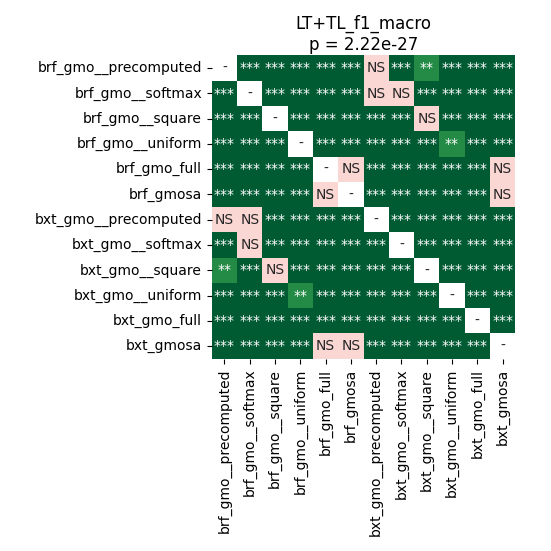 LT+TL_f1_macro
p = 2.22e-27
brf_gmo__precomputed - *** *** *** *** *** NS *** ** *** *** ***
brf_gmo__softmax *** - *** *** *** *** NS NS *** *** *** ***
brf_gmo__square *** *** - *** *** *** *** *** NS *** *** ***
brf_gmo__uniform *** *** *** - *** *** *** *** *** ** *** ***
brf_gmo_full *** *** *** *** - NS *** *** *** *** *** NS
brf_gmosa *** *** *** *** NS - *** *** *** *** *** NS
bxt_gmo__precomputed NS NS *** *** *** *** - *** *** *** *** ***
bxt_gmo__softmax *** NS *** *** *** *** *** - *** *** *** ***
bxt_gmo__square ** *** NS *** *** *** *** *** - *** *** ***
bxt_gmo__uniform *** *** *** ** *** *** *** *** *** - *** ***
bxt_gmo_full *** *** *** *** *** *** *** *** *** *** - ***
bxt_gmosa *** *** *** *** NS NS *** *** *** *** *** -
brf_gmo__precomputed
brf_gmo__softmax
brf_gmo__square
brf_gmo__uniform
brf_gmo_full
brf_gmosa
bxt_gmo__precomputed
bxt_gmo__softmax
bxt_gmo__square
bxt_gmo__uniform
bxt_gmo_full
bxt_gmosa